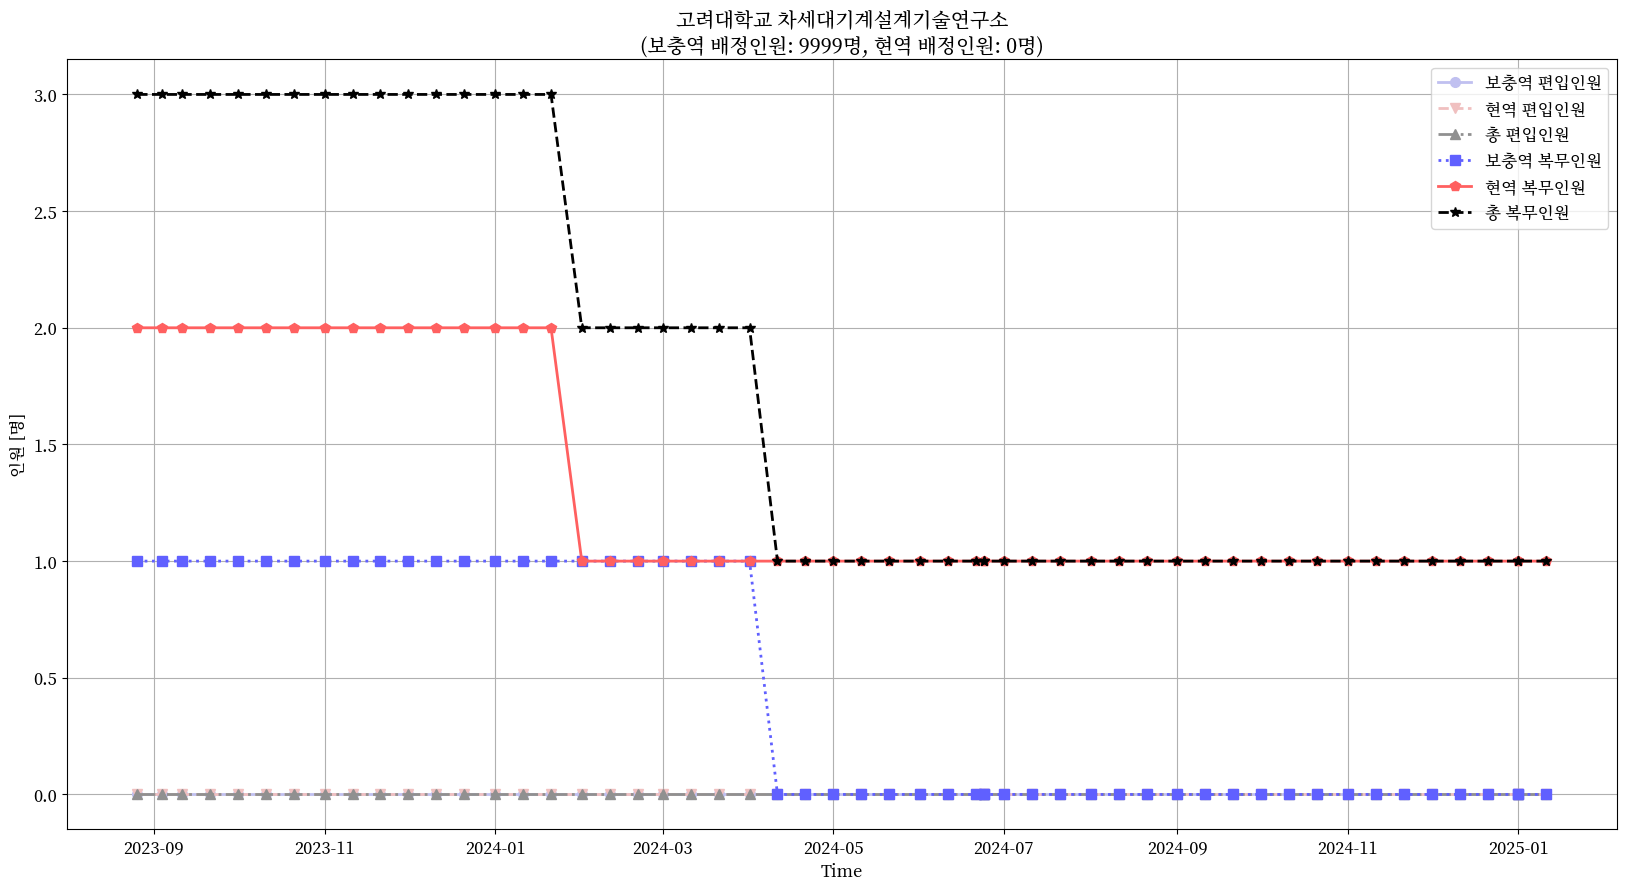 고려대학교 차세대기계설계기술연구소
(보충역 배정인원: 9999명, 현역 배정인원: 0명)
보충역 편입인원
현역 편입인원
총 편입인원
보충역 복무인원
현역 복무인원
총 복무인원
인원 [명]
3.0
2.5
2.0
1.5
1.0
0.5
0.0
2023-09
2023-11
2024-01
2024-03
2024-05
2024-07
2024-09
2024-11
2025-01
Time